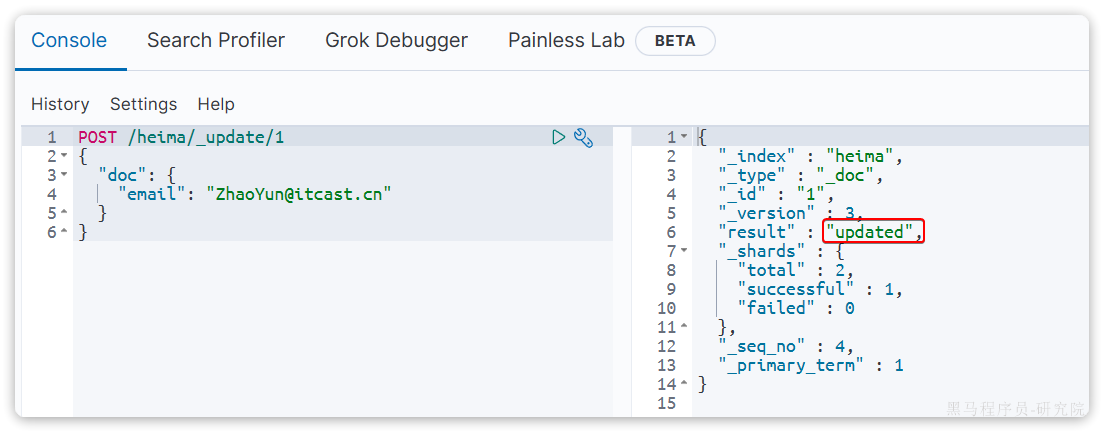 Console Search Profiler Grok Debugger Painless Lab BETA
History Settings Help
1 POST /heima/_update/1
2 {
3 "doc": {
4 "email": "ZhaoYun@itcast.cn"
5 }
6 }
1 {
2 "_index" : "heima",
3 "_type" : "_doc",
4 "_id" : "1",
5 "_version" : 3,
6 "result" : "updated",
7 "_shards" : {
8 "total" : 2,
9 "successful" : 1,
10 "failed" : 0
11 },
12 "_seq_no" : 4,
13 "_primary_term" : 1
14 }
15
黑马程序员-研究院